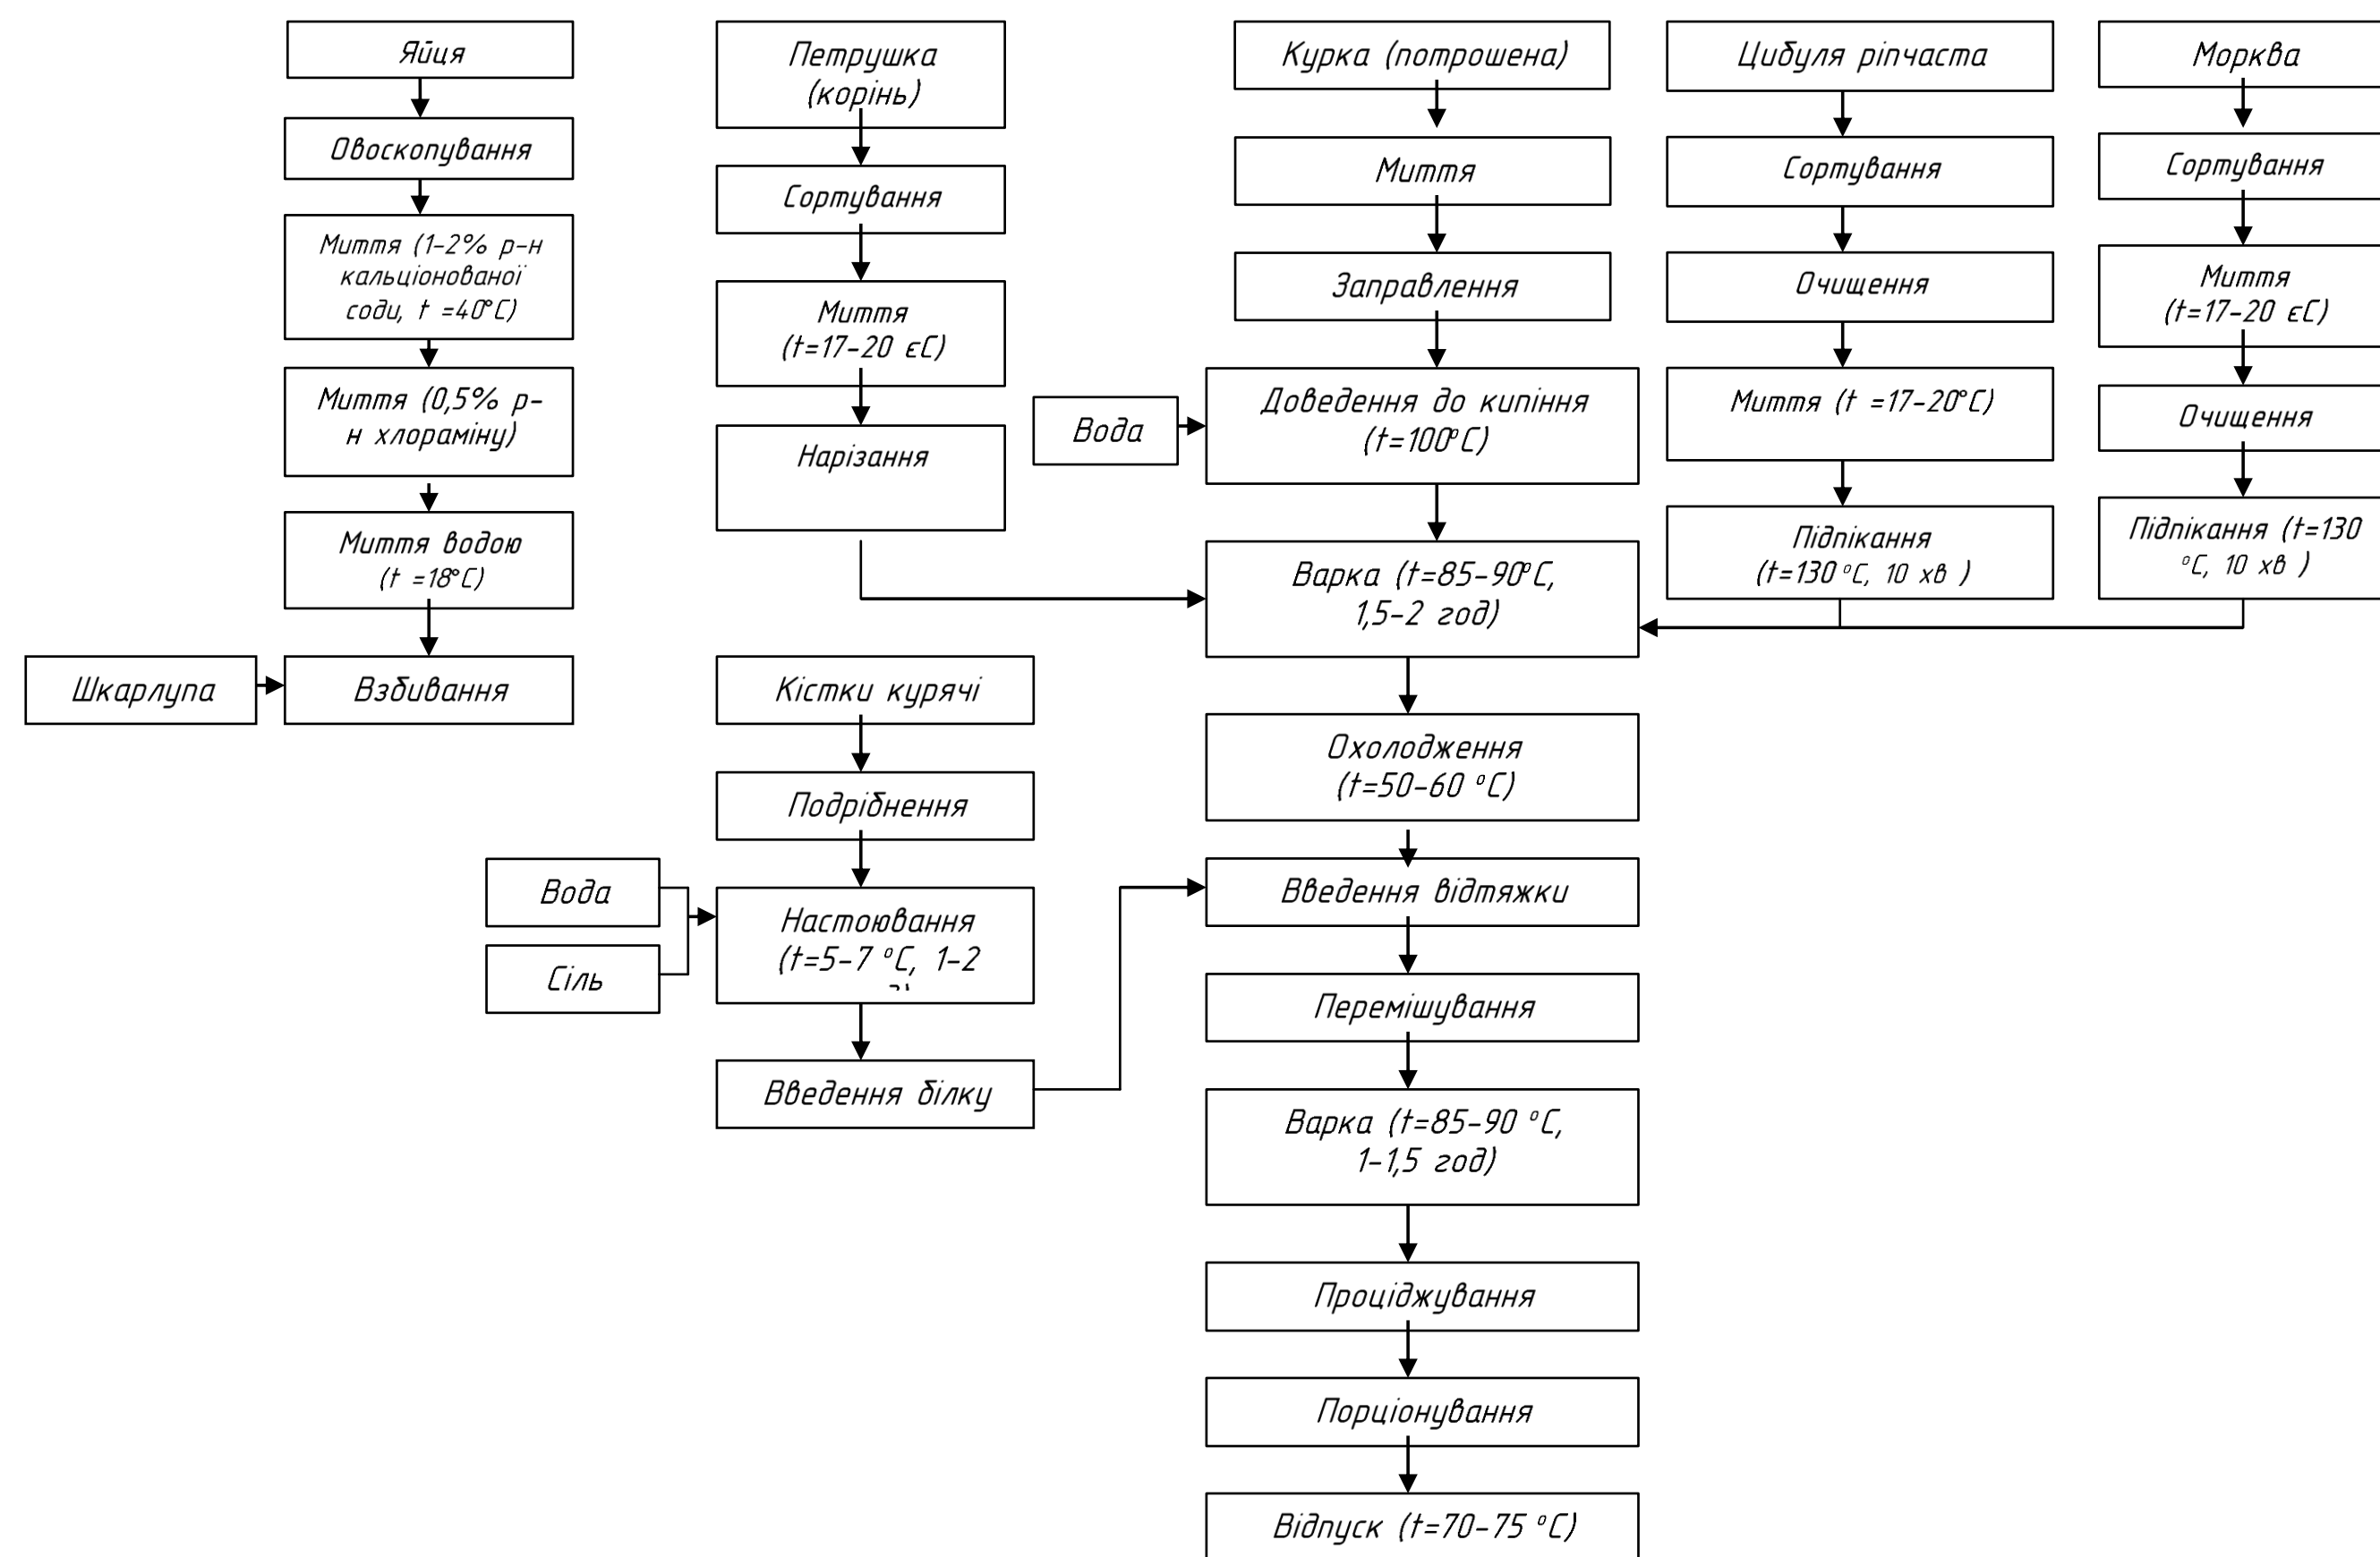 Яйця
Овоскопування
Миття (1-2% р-н
кальціонованої
соди, t =40°С)
Миття (0,5% р-
н хлораміну)
Миття водою
(t =18°С)
Шкарлупа
Взбивання
Петрушка
(корінь)
Сортування
Миття
(t=17-20 єС)
Нарізання
Кістки курячі
Подрібнення
Вода
Сіль
Настоювання
(t=5-7 °С, 1-2
Введення білку
Курка (потрошена)
Миття
Заправлення
Вода
Доведення до кипіння
(t=100°С)
Варка (t=85-90°С,
1,5-2 год)
Охолодження
(t=50-60 °С)
Введення відтяжки
Перемішування
Варка (t=85-90 °С,
1-1,5 год)
Проціджування
Порціонування
Відпуск (t=70-75 °С)
Цибуля ріпчаста
Сортування
Очищення
Миття (t =17-20°С)
Підпікання
(t=130 °С, 10 хв )
Морква
Сортування
Миття
(t=17-20 єС)
Очищення
Підпікання (t=130
°С, 10 хв )